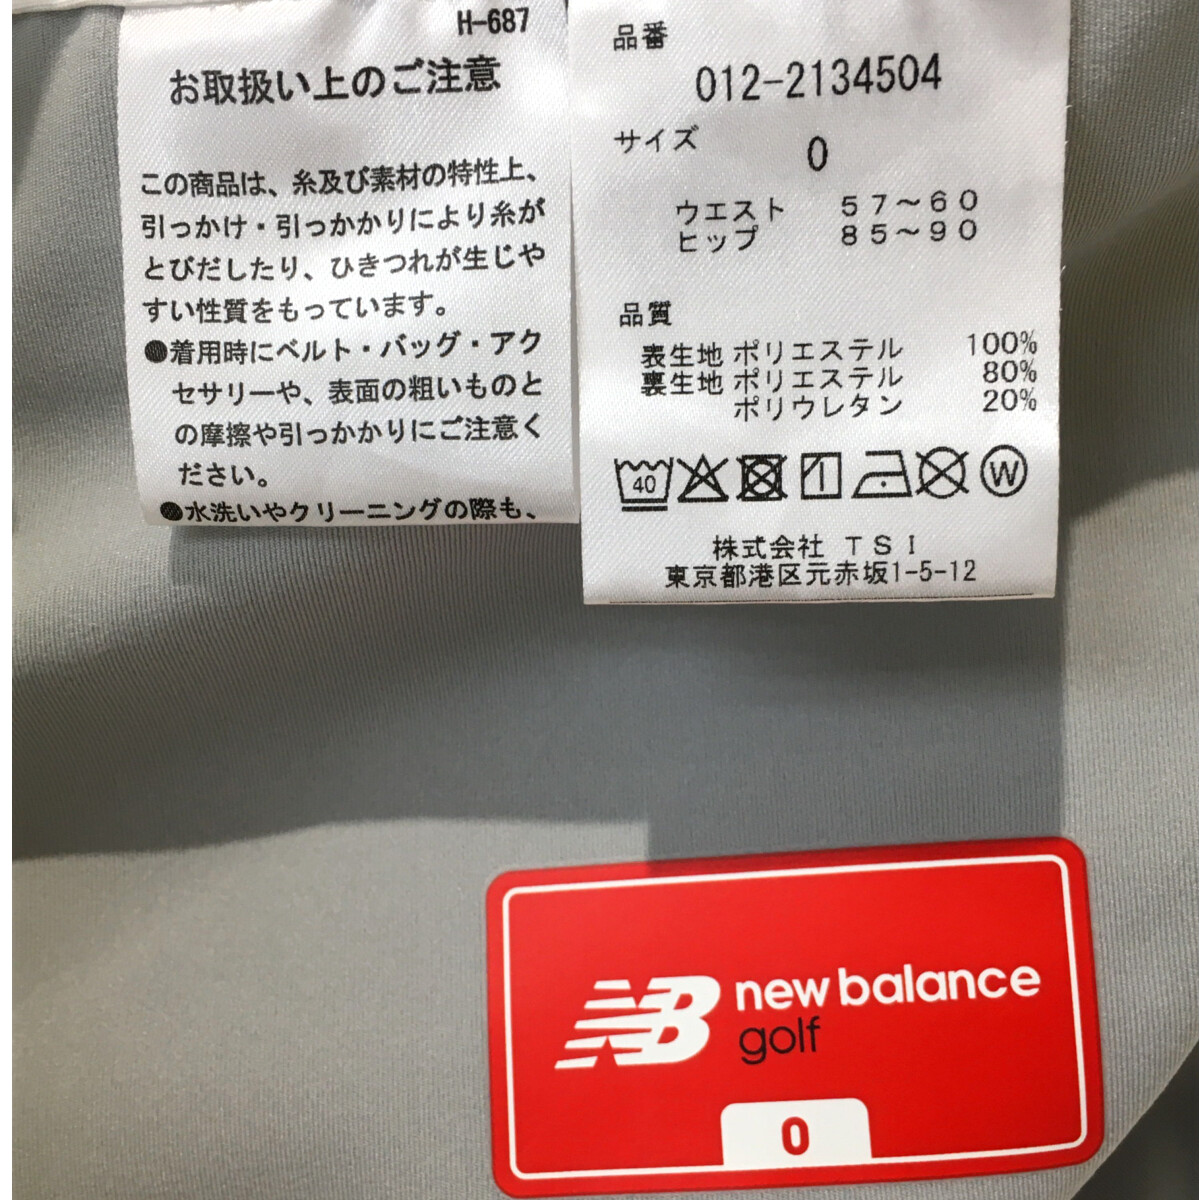 H-687
お取扱い上のご注意
この商品は、糸及び素材の特性上、
引っかけ・引っかかりにより糸が
とびだしたり、ひきつれが生じや
すい性質をもっています。
●着用時にベルト・バッグ・アク
セサリーや、表面の粗いものと
の摩擦や引っかかりにご注意く
ださい。
●水洗いやクリーニングの際も、
品番
012-2134504
サイズ
0
ウエスト 57～60
ヒップ 85～90
品質
表生地 ポリエステル 100%
裏生地 ポリエステル 80%
ポリウレタン 20%
40 W
株式会社 TSI
東京都港区元赤坂1-5-12
NB new balance
golf
0